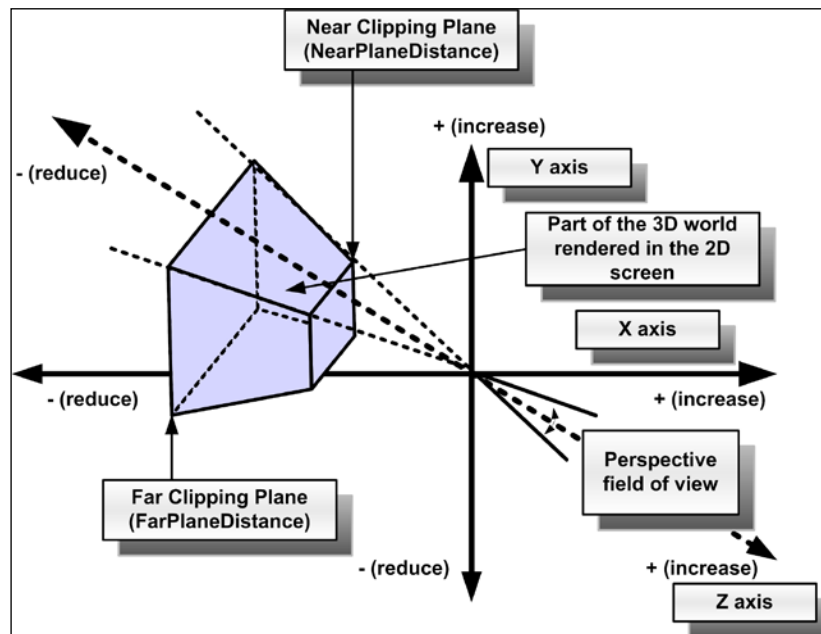 Near Clipping Plane
(NearPlaneDistance)
+ (increase)
- (reduce)
Y axis
Part of the 3D world
rendered in the 2D
screen
X axis
- (reduce)
+ (increase)
Perspective
field of view
Far Clipping Plane
(FarPlaneDistance)
- (reduce)
+ (increase)
Z axis